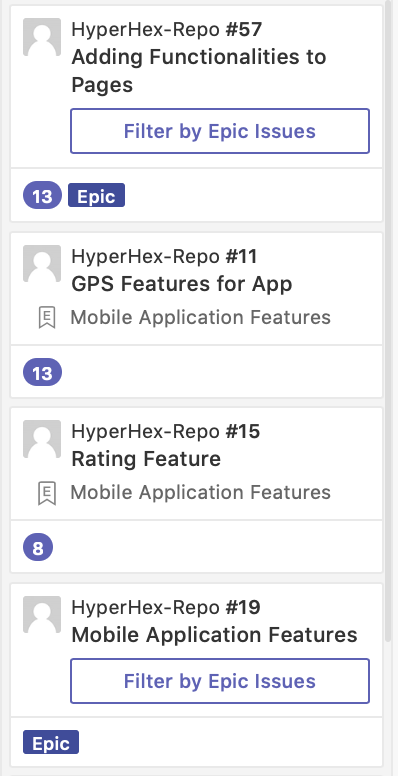 HyperHex-Repo #57
Adding Functionalities to
Pages
Filter by Epic Issues
13 Epic
HyperHex-Repo #11
GPS Features for App
E Mobile Application Features
13
HyperHex-Repo #15
Rating Feature
E Mobile Application Features
8
HyperHex-Repo #19
Mobile Application Features
Filter by Epic Issues
Epic